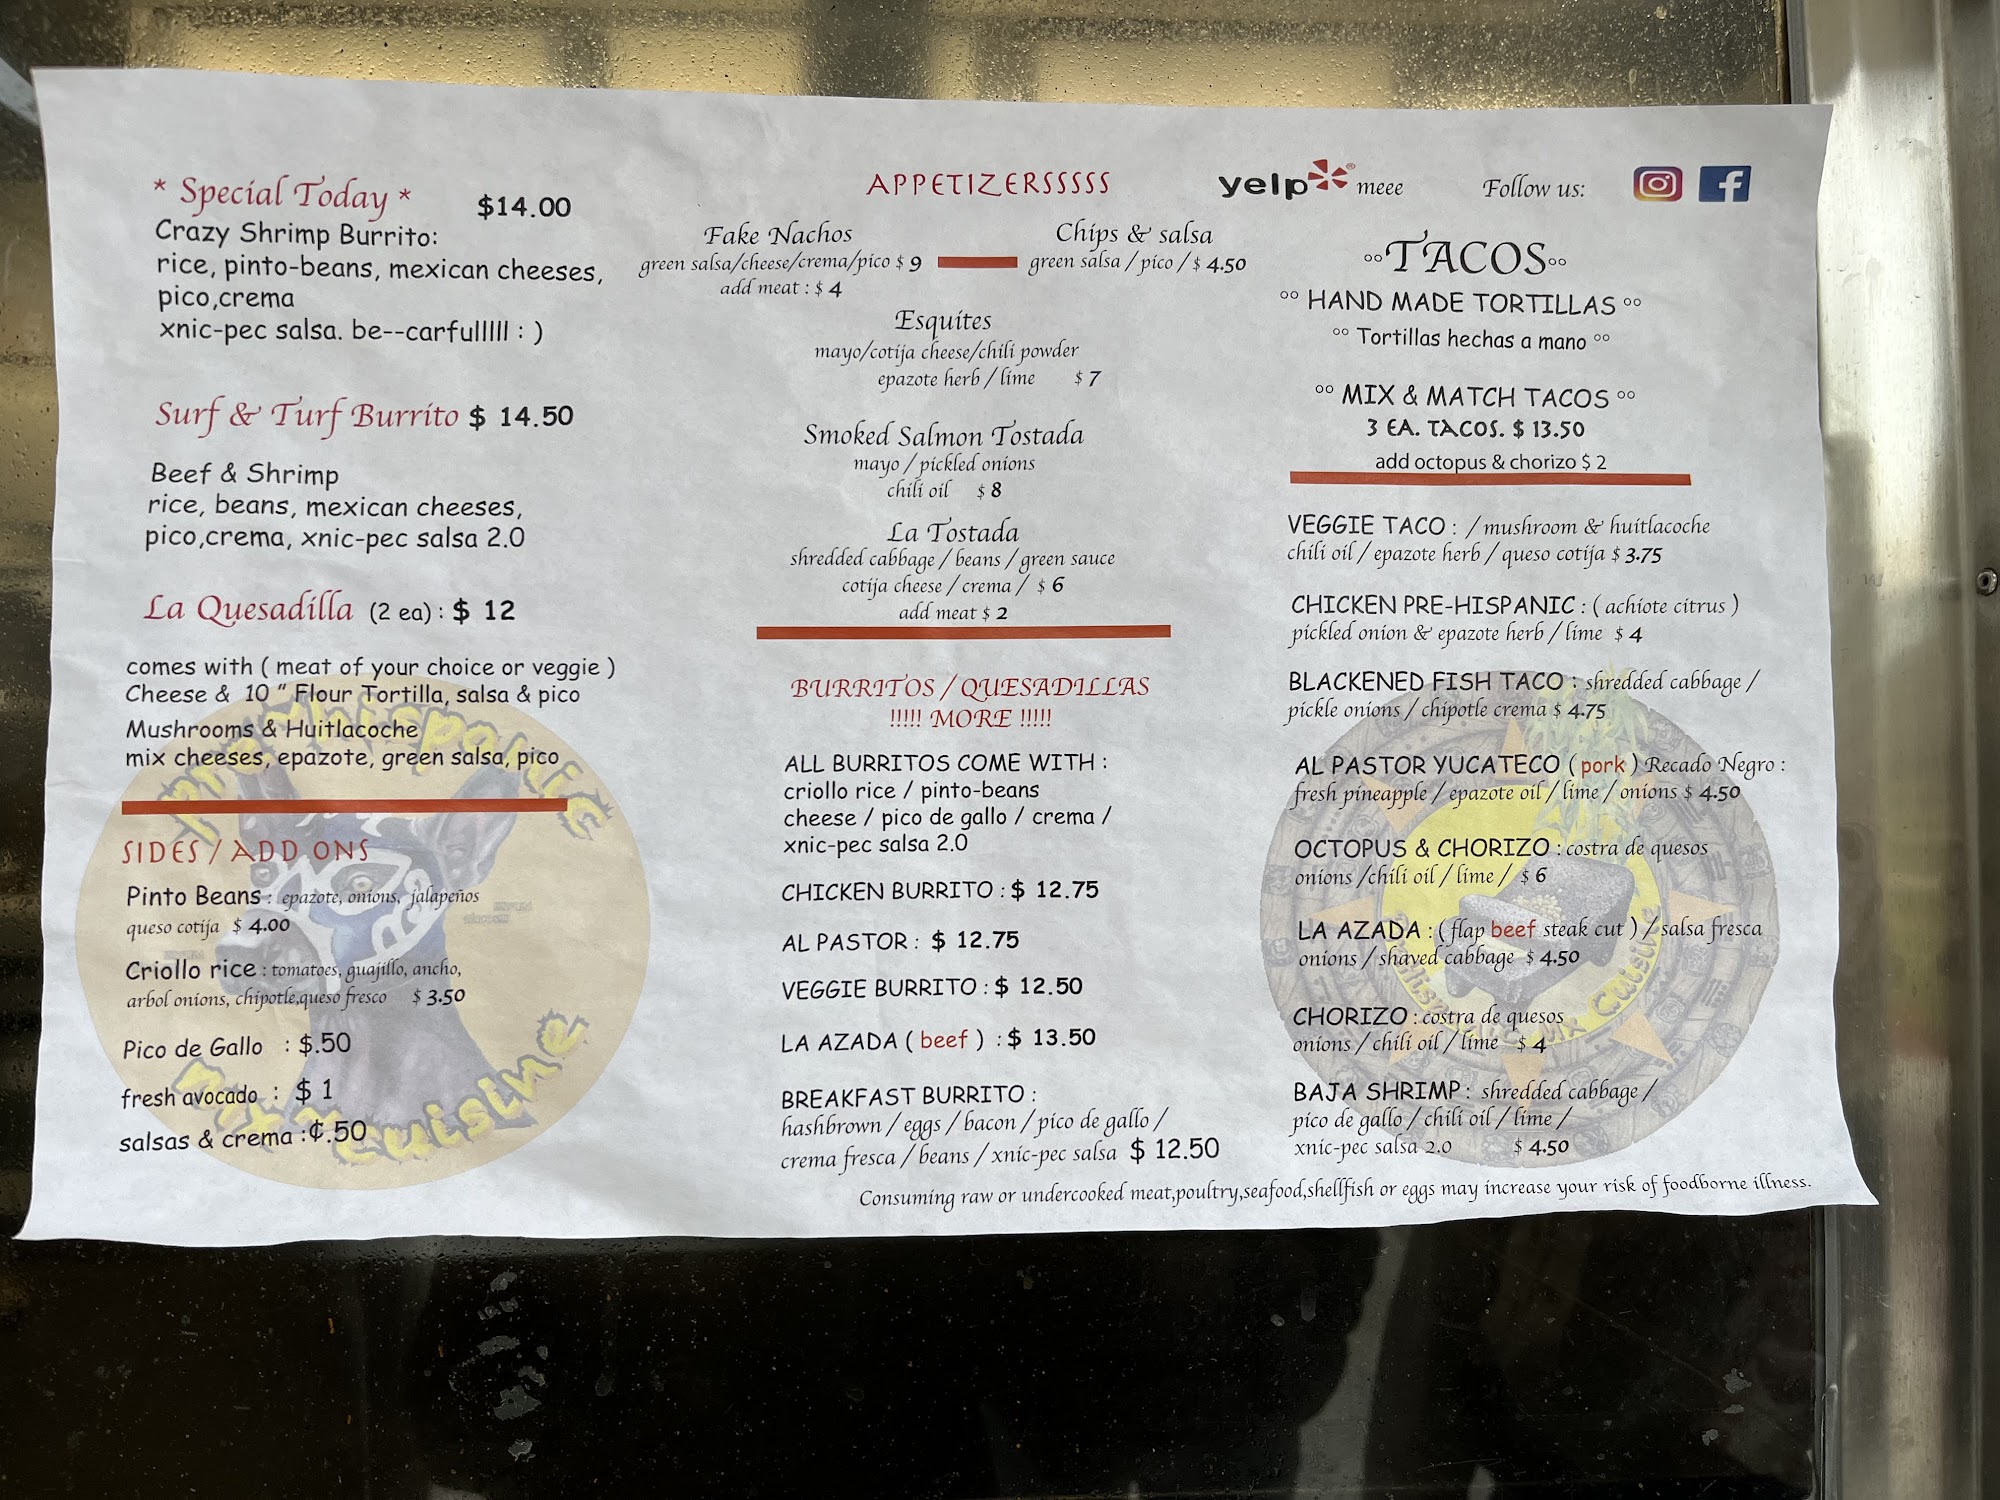 * Special Today * $14.00
Crazy Shrimp Burrito:
rice, pinto-beans, mexican cheeses,
pico,crema
xnic-pec salsa. be--carfulllll : )
Surf & Turf Burrito $ 14.50
Beef & Shrimp
rice, beans, mexican cheeses,
pico,crema, xnic-pec salsa 2.0
La Quesadilla (2 ea) : $ 12
comes with ( meat of your choice or veggie )
Cheese & 10 " Flour Tortilla, salsa & pico
Mushrooms & Huitlacoche
mix cheeses, epazote, green salsa, pico
SIDES / ADD ONS
Pinto Beans : epazote, onions, jalapeños
queso cotija $ 4.00
Criollo rice : tomatoes, guajillo, ancho,
arbol onions, chipotle,queso fresco $ 3.50
Pico de Gallo : $.50
fresh avocado : $ 1
salsas & crema :¢.50
APPETIZERSSSSS
Fake Nachos
green salsa/cheese/crema/pico $ 9
add meat : $ 4
Chips & salsa
green salsa / pico / $ 4.50
Esquites
mayo/cotija cheese/chili powder
epazote herb / lime $ 7
Smoked Salmon Tostada
mayo / pickled onions
chili oil $ 8
La Tostada
shredded cabbage / beans / green sauce
cotija cheese / crema / $ 6
add meat $ 2
BURRITOS / QUESADILLAS
!!!!! MORE !!!!!
ALL BURRITOS COME WITH :
criollo rice / pinto-beans
cheese / pico de gallo / crema /
xnic-pec salsa 2.0
CHICKEN BURRITO : $ 12.75
AL PASTOR : $ 12.75
VEGGIE BURRITO : $ 12.50
LA AZADA ( beef ) : $ 13.50
BREAKFAST BURRITO :
hashbrown / eggs / bacon / pico de gallo /
crema fresca / beans / xnic-pec salsa $ 12.50
yelp meee Follow us:
°°TACOS°°
°° HAND MADE TORTILLAS °°
°° Tortillas hechas a mano °°
°° MIX & MATCH TACOS °°
3 EA. TACOS. $ 13.50
add octopus & chorizo $ 2
VEGGIE TACO : / mushroom & huitlacoche
chili oil / epazote herb / queso cotija $ 3.75
CHICKEN PRE-HISPANIC : ( achiote citrus )
pickled onion & epazote herb / lime $ 4
BLACKENED FISH TACO : shredded cabbage /
pickle onions / chipotle crema $ 4.75
AL PASTOR YUCATECO ( pork ) Recado Negro :
fresh pineapple / epazote oil / lime / onions $ 4.50
OCTOPUS & CHORIZO : costra de quesos
onions /chili oil / lime / $ 6
LA AZADA : ( flap beef steak cut ) / salsa fresca
onions / shaved cabbage $ 4.50
CHORIZO : costra de quesos
onions / chili oil / lime $ 4
BAJA SHRIMP : shredded cabbage /
pico de gallo / chili oil / lime /
xnic-pec salsa 2.0 $ 4.50
Consuming raw or undercooked meat,poultry,seafood,shellfish or eggs may increase your risk of foodborne illness.